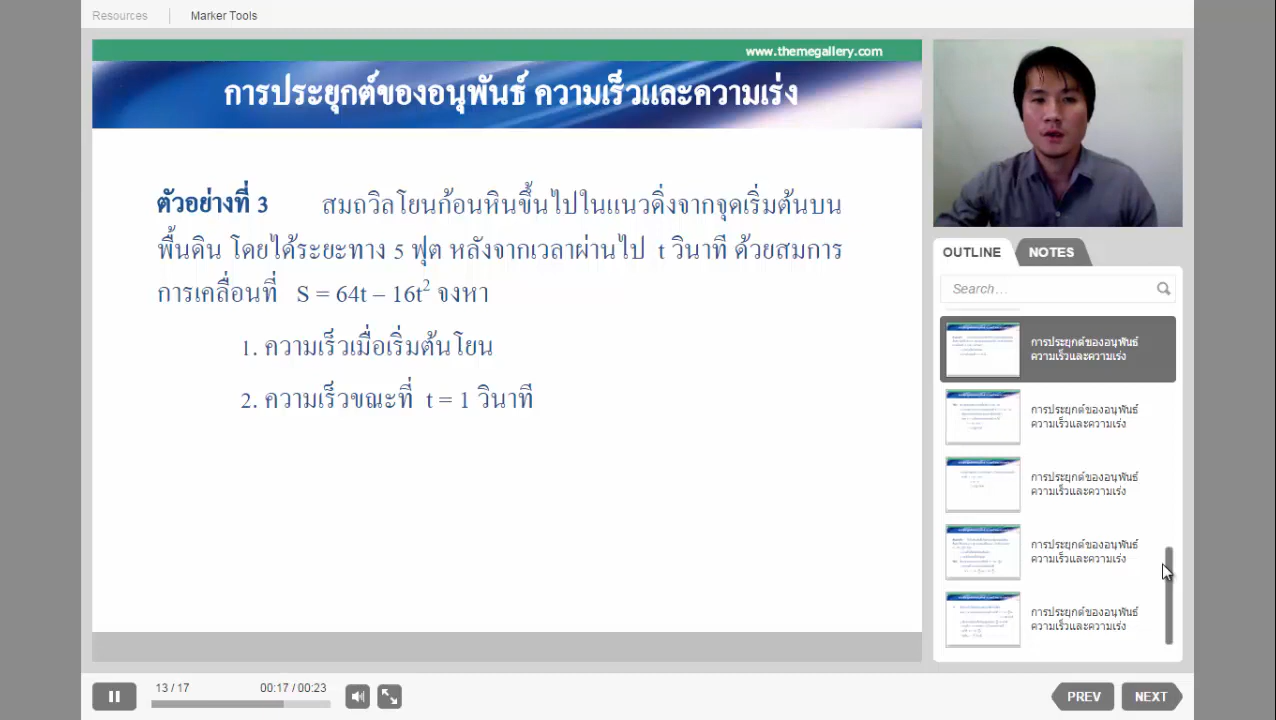 Resources
Marker Tools
www.themegallery.com
การประยุกต์ของอนุพันธ์ ความเร็วและความเร่ง
ตัวอย่างที่ 3 สมถวิลโยนก้อนหินขึ้นไปในแนวดิ่งจากจุดเริ่มต้นบน
พื้นดิน โดยได้ระยะทาง 5 ฟุต หลังจากเวลาผ่านไป t วินาที ด้วยสมการ
การเคลื่อนที่ S = 64t – 16t² จงหา
1. ความเร็วเมื่อเริ่มต้นโยน
2. ความเร็วขณะที่ t = 1 วินาที
OUTLINE
NOTES
Search...
การประยุกต์ของอนุพันธ์
ความเร็วและความเร่ง
การประยุกต์ของอนุพันธ์
ความเร็วและความเร่ง
การประยุกต์ของอนุพันธ์
ความเร็วและความเร่ง
การประยุกต์ของอนุพันธ์
ความเร็วและความเร่ง
การประยุกต์ของอนุพันธ์
ความเร็วและความเร่ง
13 / 17
00:17 / 00:23
PREV
NEXT